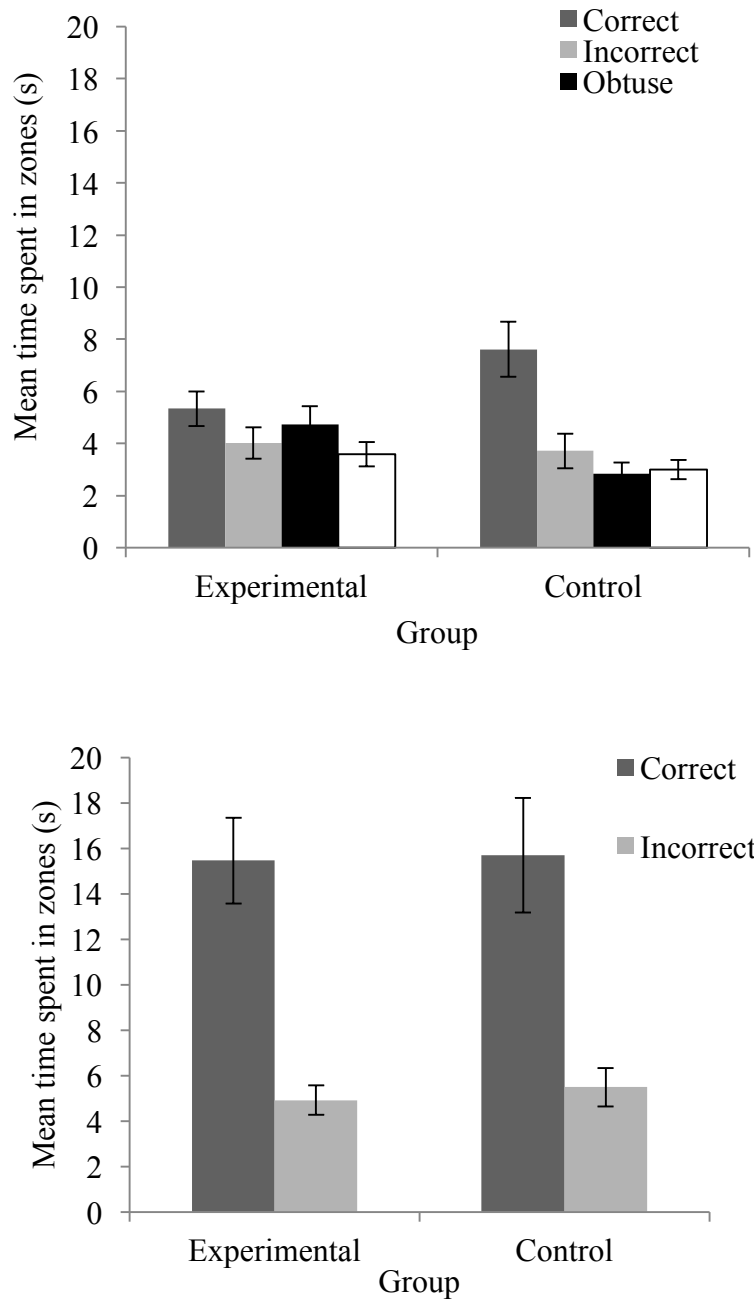 20
18
16
14
12
10
8
6
4
2
0
Mean time spent in zones (s)
Correct
Incorrect
Obtuse
Experimental Control
Group
20
18
16
14
12
10
8
6
4
2
0
Mean time spent in zones (s)
Correct
Incorrect
Experimental Control
Group